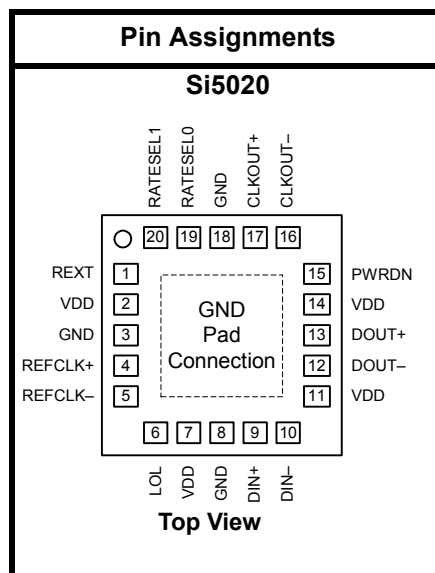 Pin Assignments
Si5020
RATESEL1
RATESEL0
GND
CLKOUT+
CLKOUT–
20 19 18 17 16
REXT 1
VDD 2
GND 3
REFCLK+ 4
REFCLK– 5
GND
Pad
Connection
15 PWRDN
14 VDD
13 DOUT+
12 DOUT–
11 VDD
6 7 8 9 10
LOL
VDD
GND
DIN+
DIN–
Top View